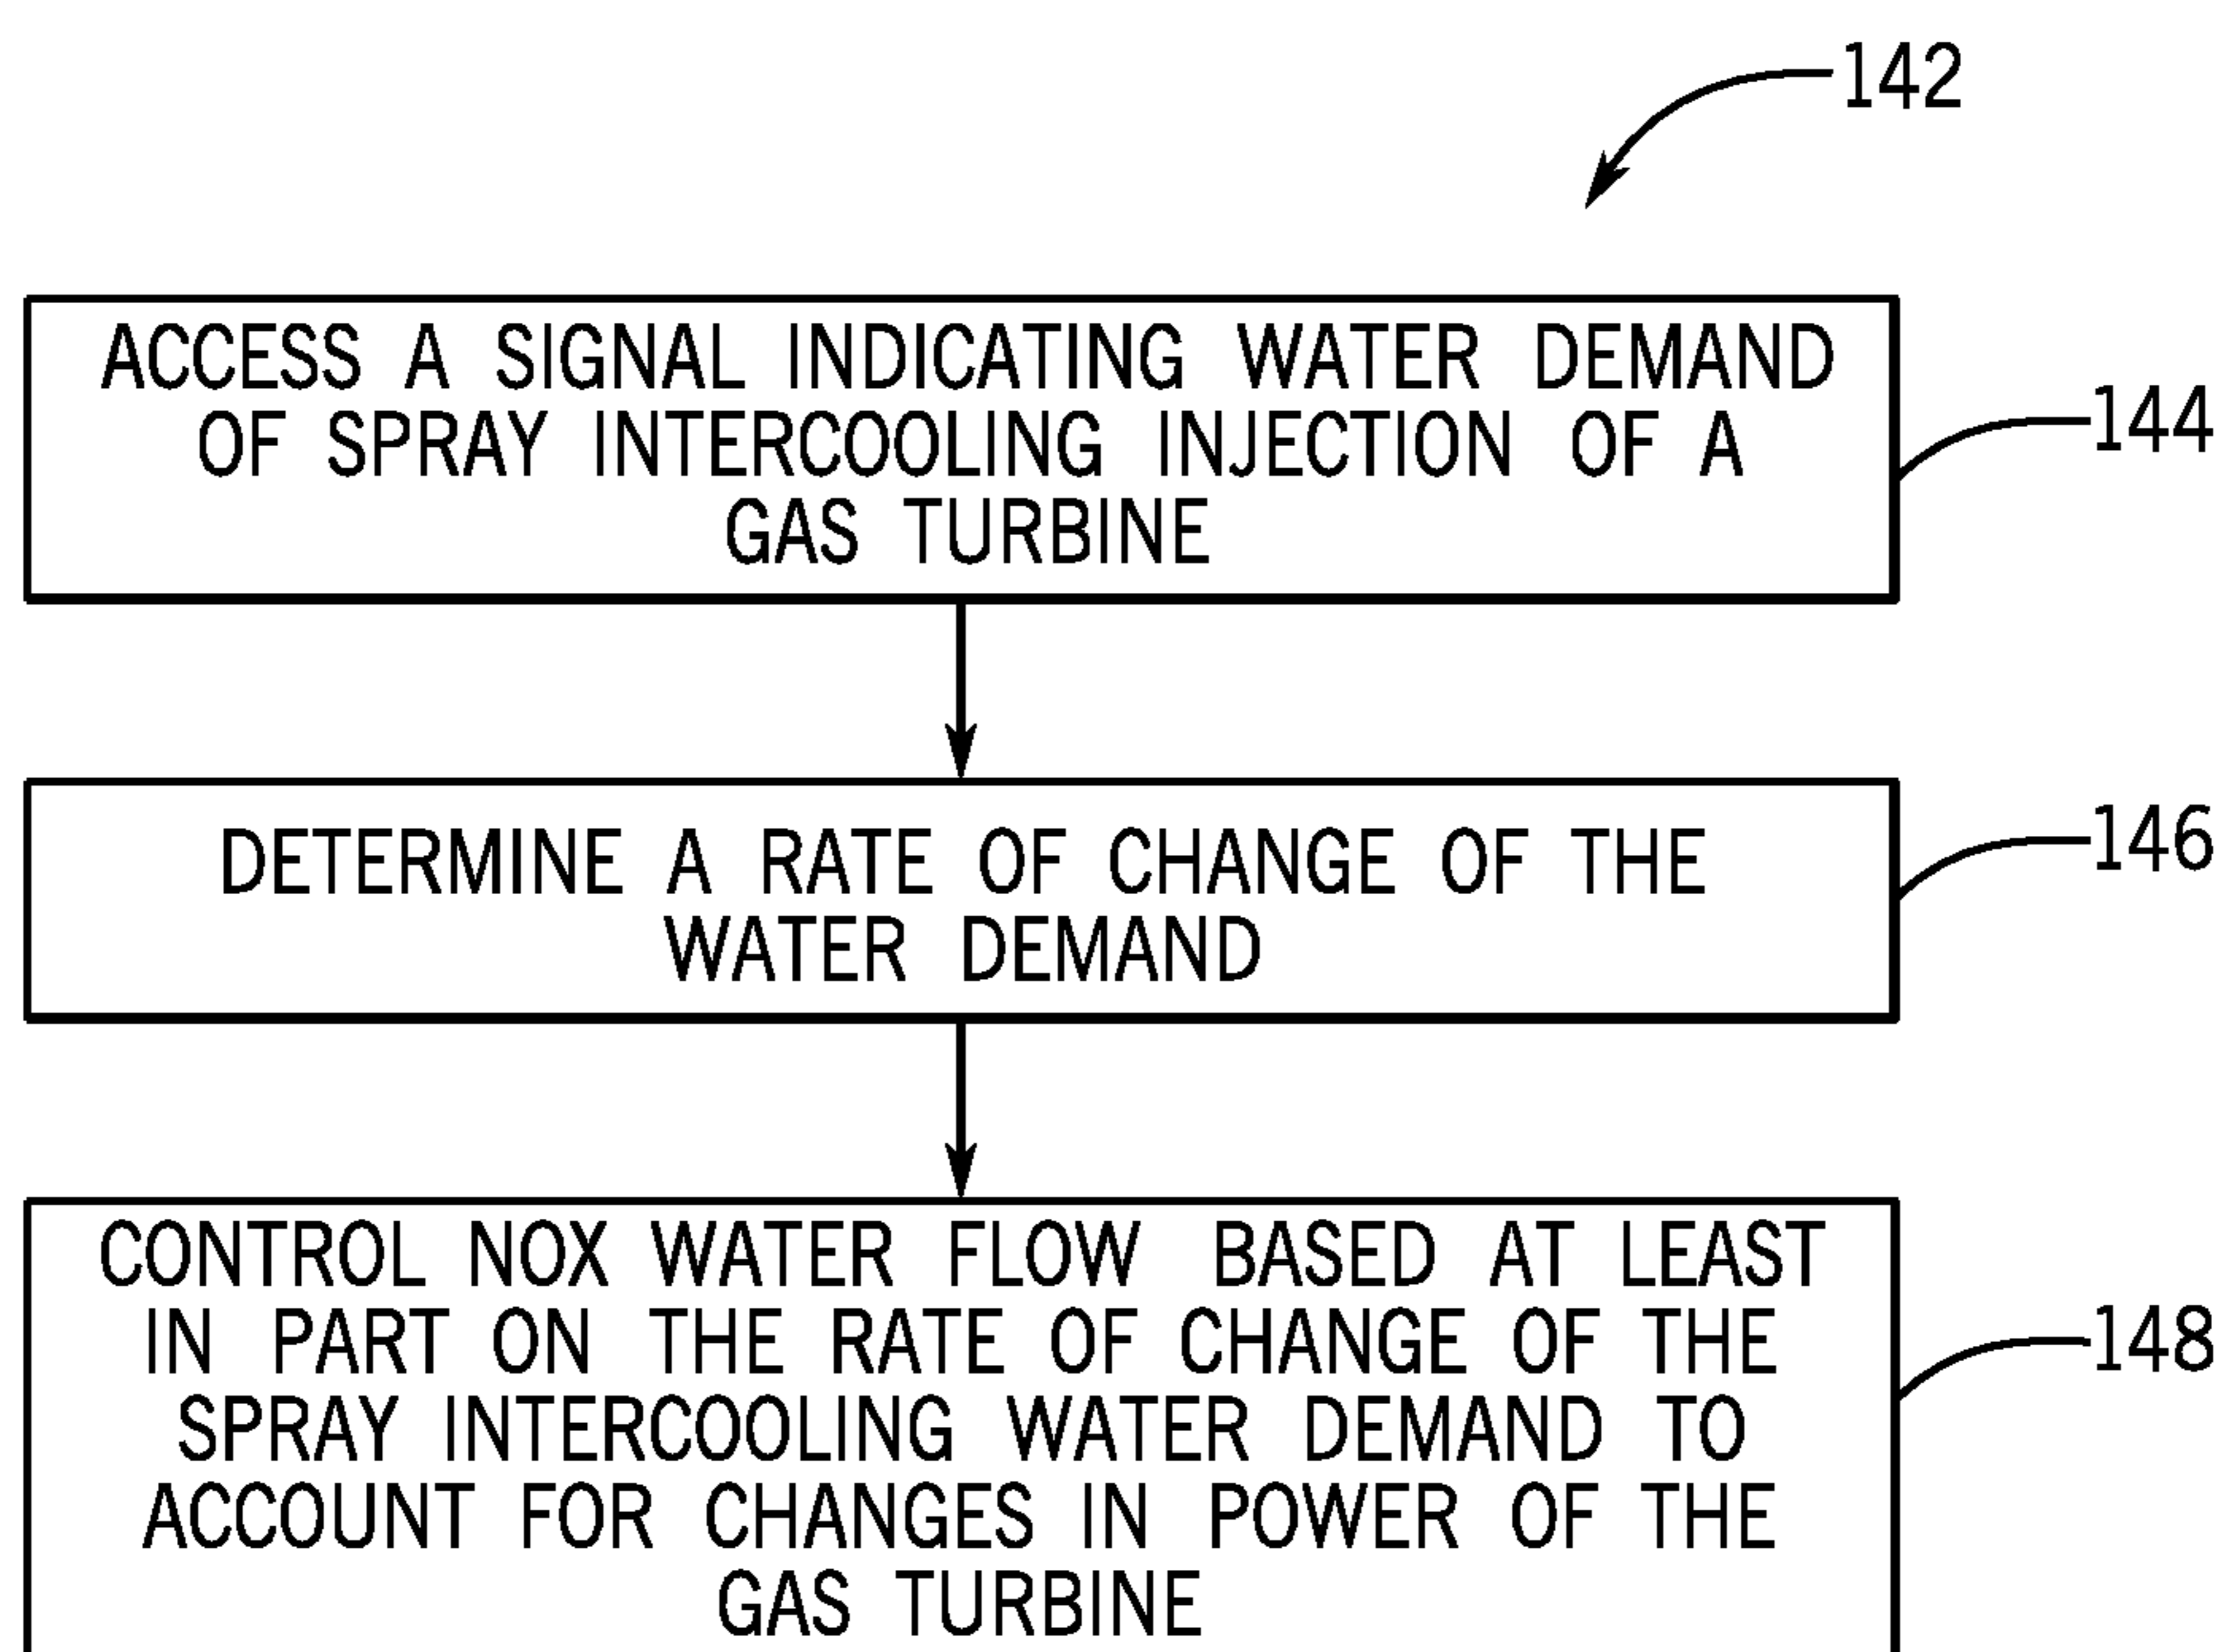 142
ACCESS A SIGNAL INDICATING WATER DEMAND
OF SPRAY INTERCOOLING INJECTION OF A
GAS TURBINE
144
DETERMINE A RATE OF CHANGE OF THE
WATER DEMAND
146
CONTROL NOX WATER FLOW BASED AT LEAST
IN PART ON THE RATE OF CHANGE OF THE
SPRAY INTERCOOLING WATER DEMAND TO
ACCOUNT FOR CHANGES IN POWER OF THE
GAS TURBINE
148